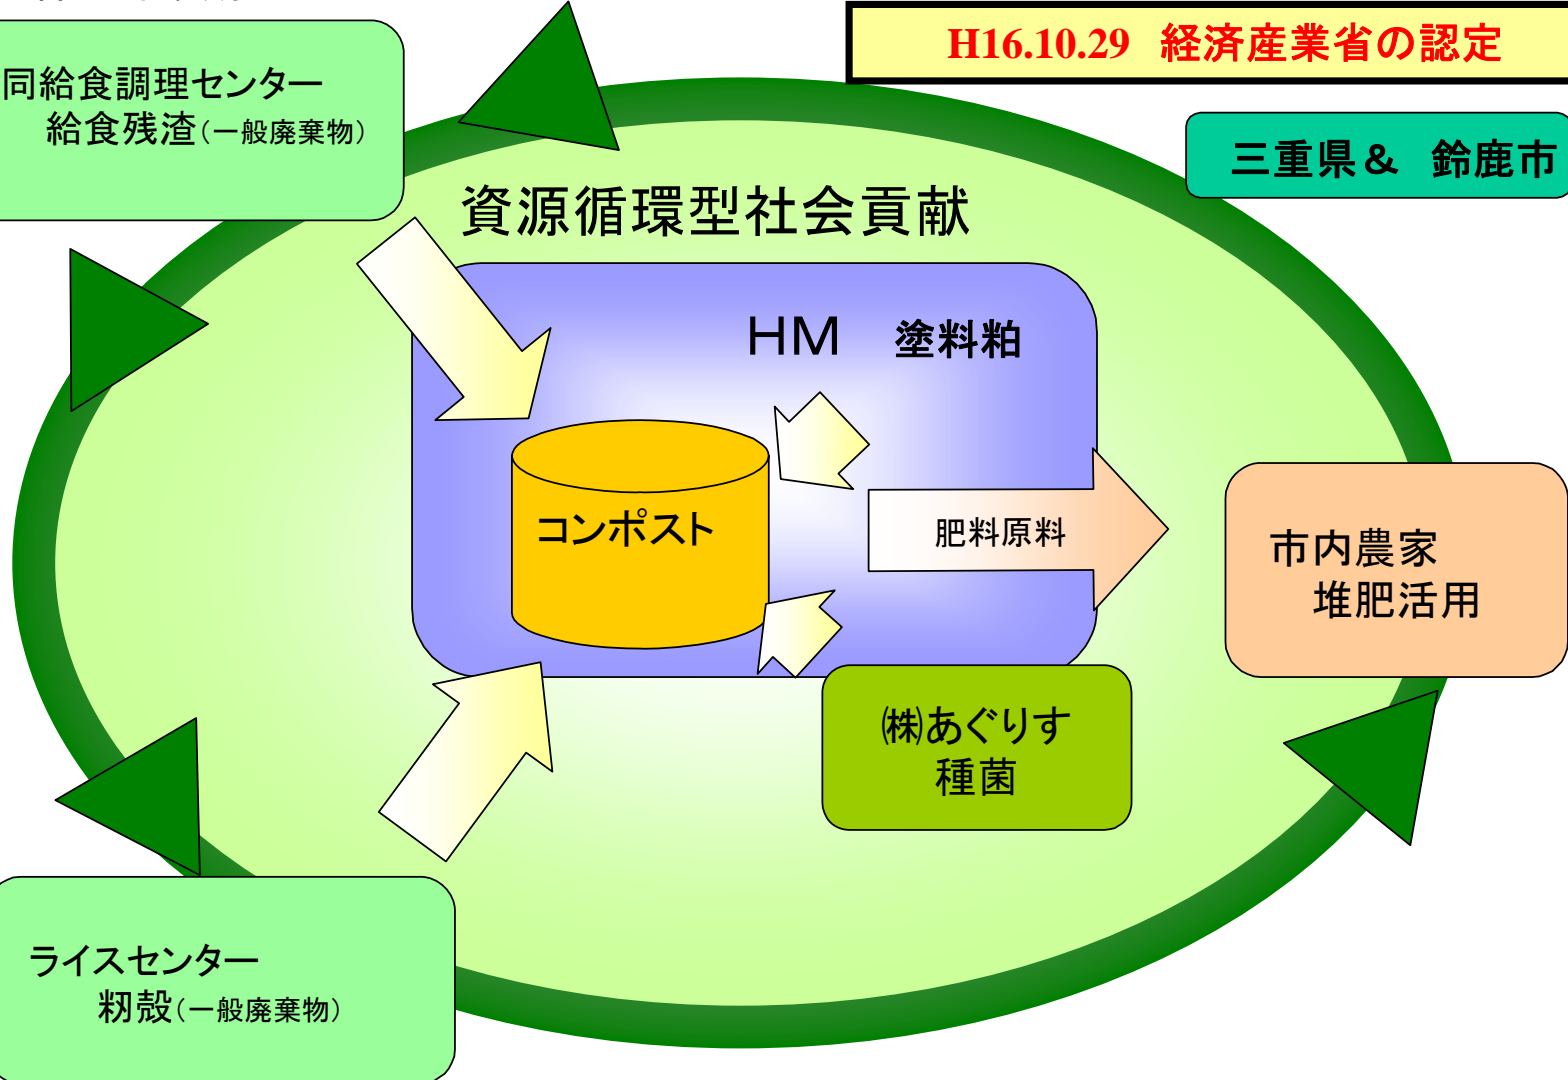 H16.10.29 経済産業省の認定
同給食調理センター
給食残渣（一般廃棄物）
三重県＆ 鈴鹿市
資源循環型社会貢献
HM 塗料粕
コンポスト
肥料原料
市内農家
堆肥活用
㈱あぐりす
種菌
ライスセンター
籾殻（一般廃棄物）